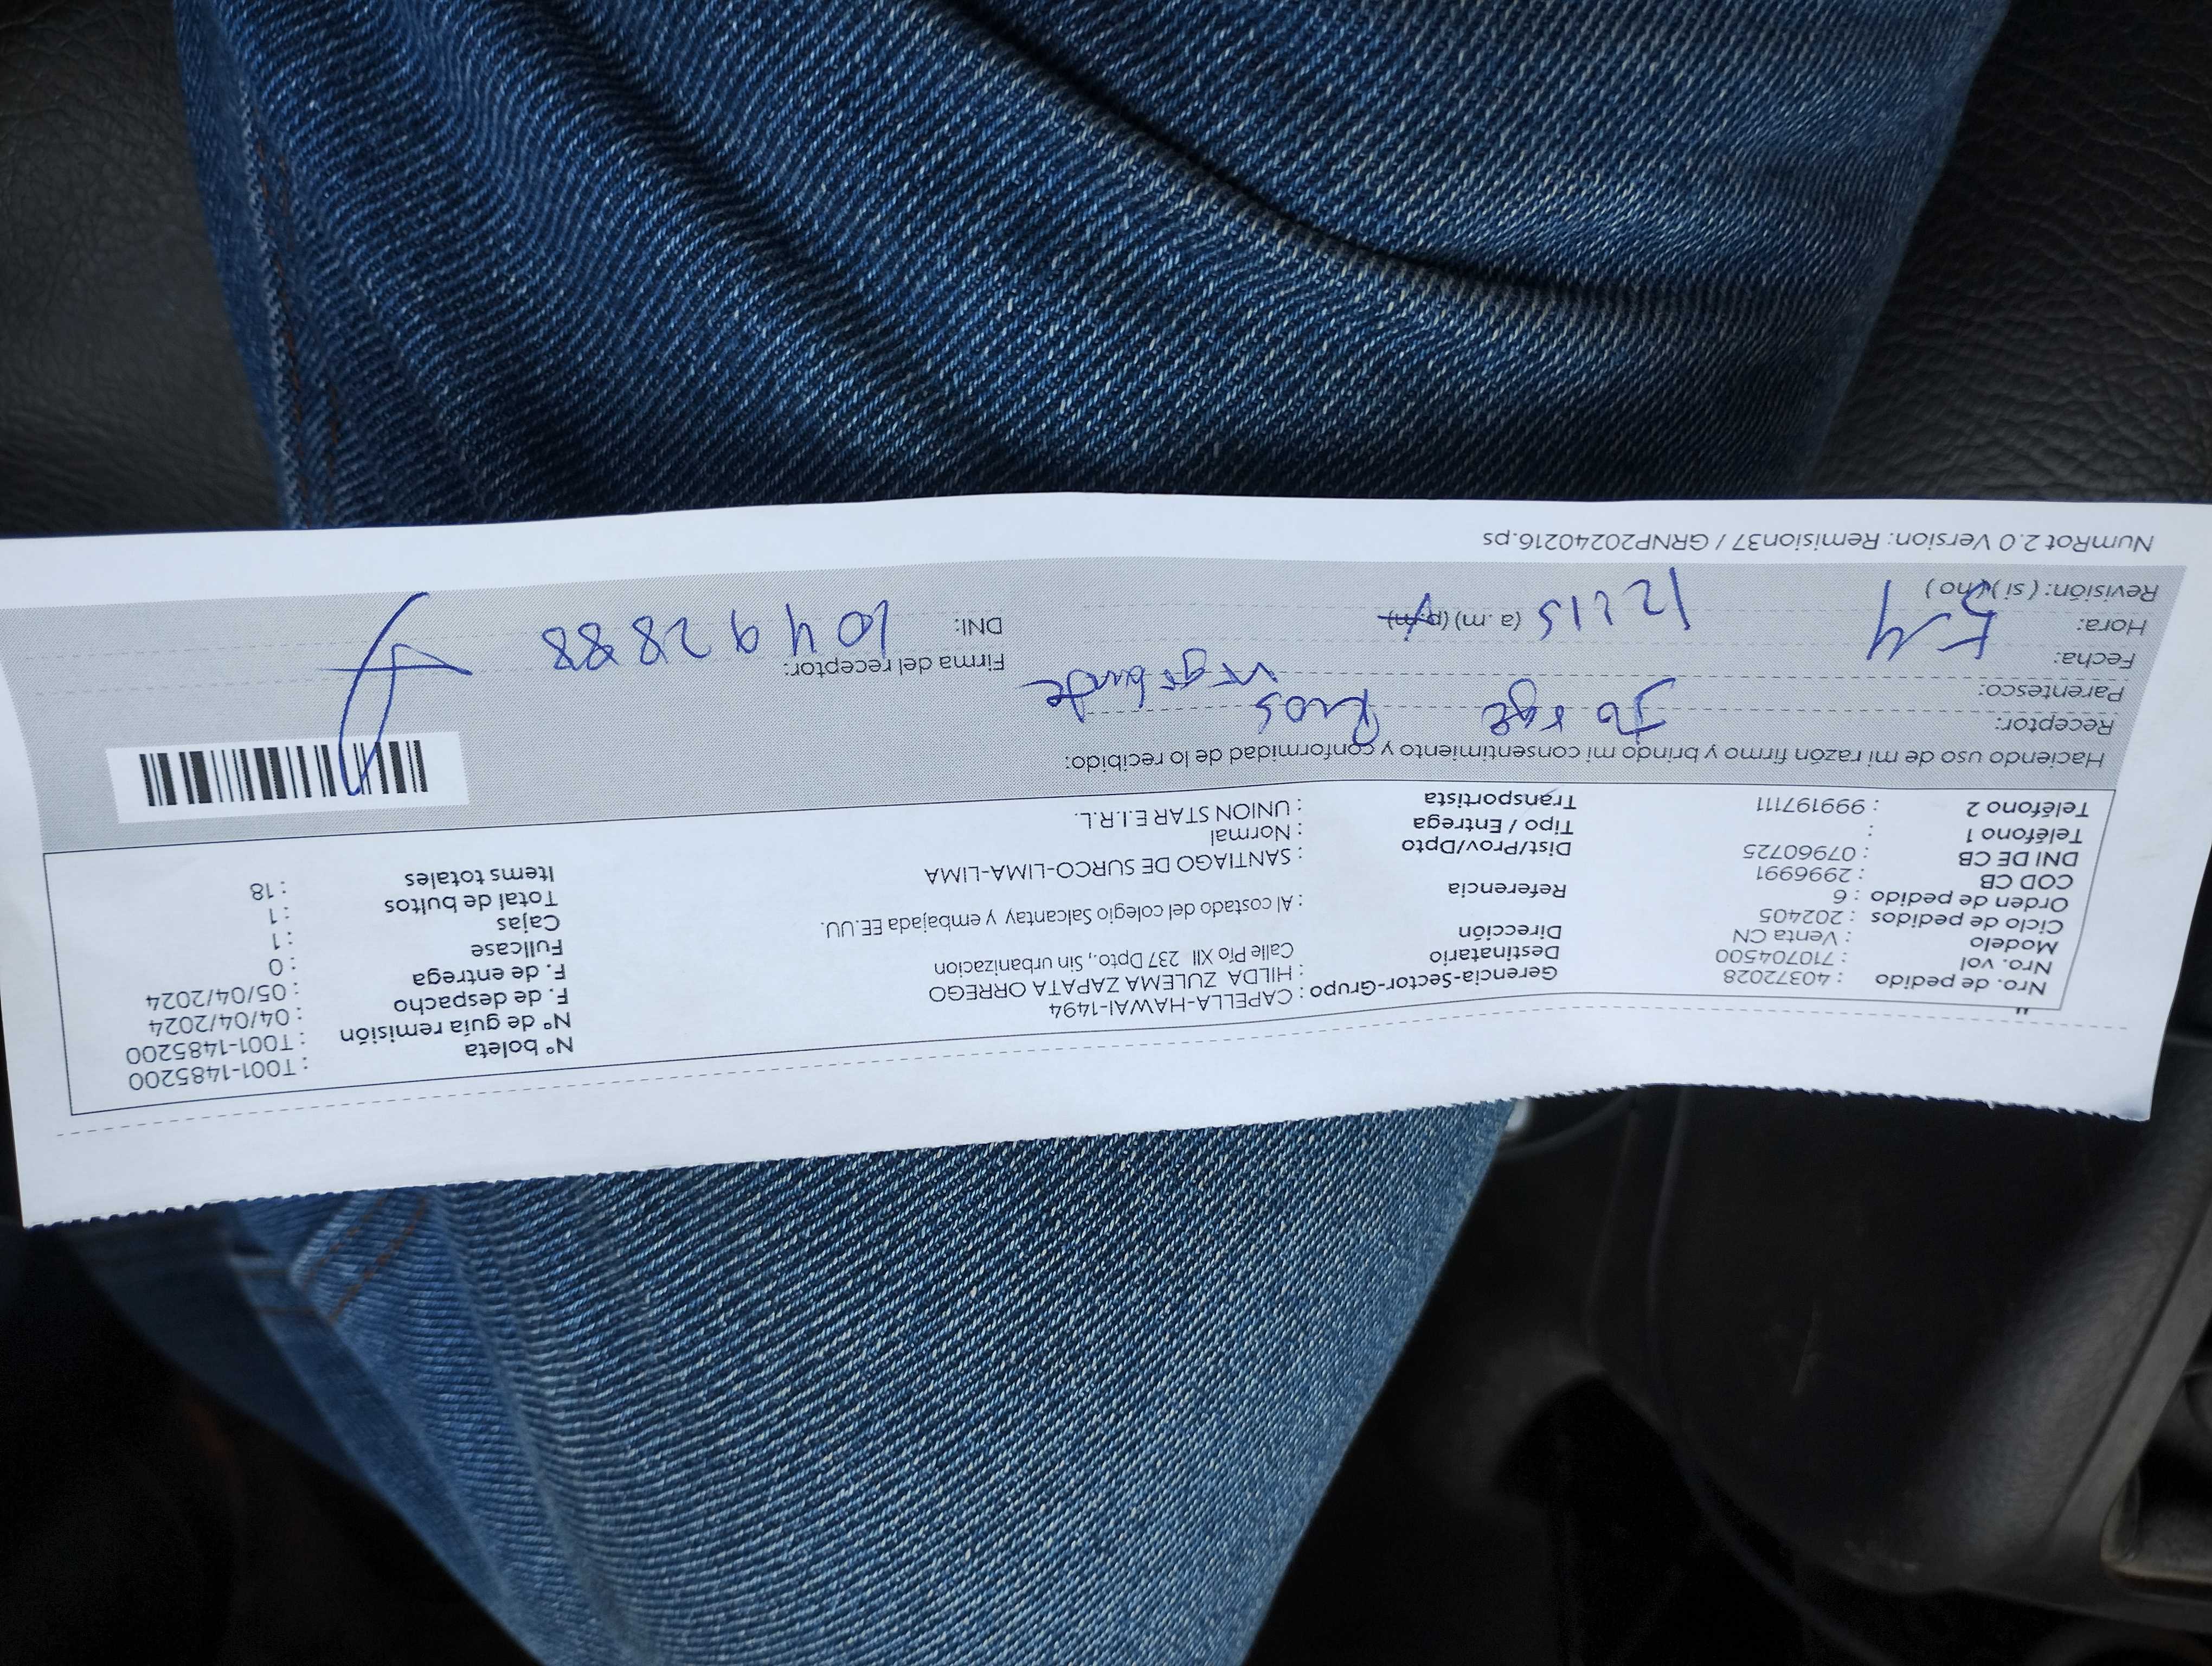 Nro. de pedido : 40372028
Nro. vol : 710704500
Modelo : Venta CN
Ciclo de pedidos : 202405
Orden de pedido : 6
COD CB : 2996991
DNI DE CB : 07960725
Teléfono 1 :
Teléfono 2 : 999197111
Gerencia-Sector-Grupo : CAPELLA-HAWAI-1494
Destinatario : HILDA ZULEMA ZAPATA ORREGO
Dirección Calle Pío XII 237 Dpto., Sin urbanizacion
Referencia : Al costado del colegio Salcantay y embajada EE.UU.
Dist/Prov/Dpto : SANTIAGO DE SURCO-LIMA-LIMA
Tipo / Entrega : Normal
Transportista : UNION STAR E.I.R.L.
N° boleta : T001-1485200
N° de guía remisión : T001-1485200
F. de despacho : 04/04/2024
F. de entrega : 05/04/2024
Fullcase : 0
Cajas : 1
Total de bultos : 1
Items totales : 18
Haciendo uso de mi razón firmo y brindo mi consentimiento y conformidad de lo recibido:
Receptor: Jorge Rios
Parentesco:
Fecha: 5-4
Hora: 12:15 (a.m) (p.m)
Revisión: (si) (no)
Firma del receptor:
DNI: 10492888
NumRot 2.0 Version: Remision37 / GRNP20240216.ps